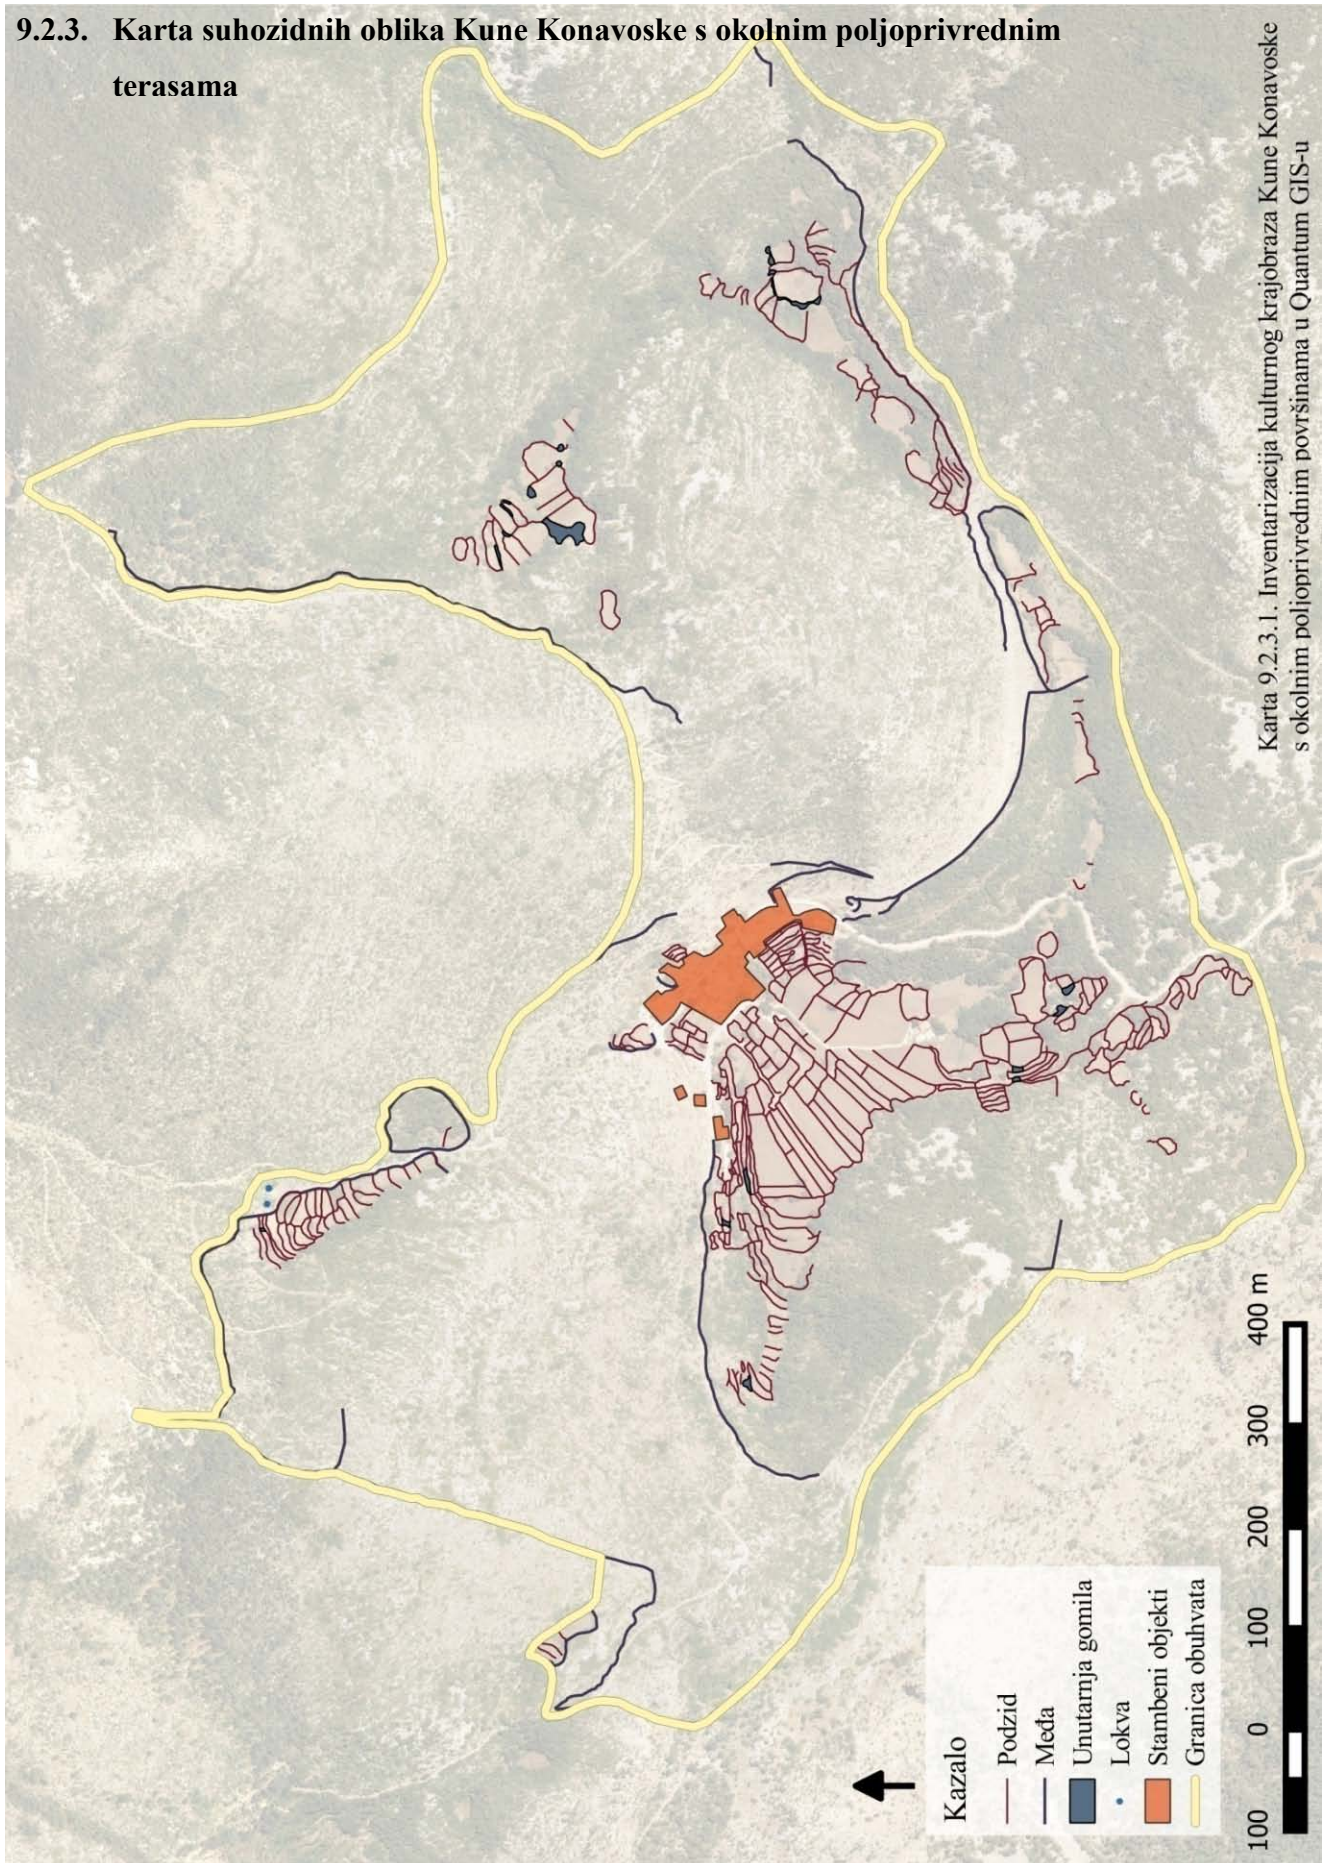 9.2.3. Karta suhozidnih oblika Kune Konavoske s okolnim poljoprivrednim
terasama
Karta 9.2.3.1. Inventarizacija kulturnog krajobraza Kune Konavoske
s okolnim poljoprivrednim površinama u Quantum GIS-u
Kazalo
Podzid
Međa
Unutarnja gomila
Lokva
Stambeni objekti
Granica obuhvata
100 0 100 200 300 400 m